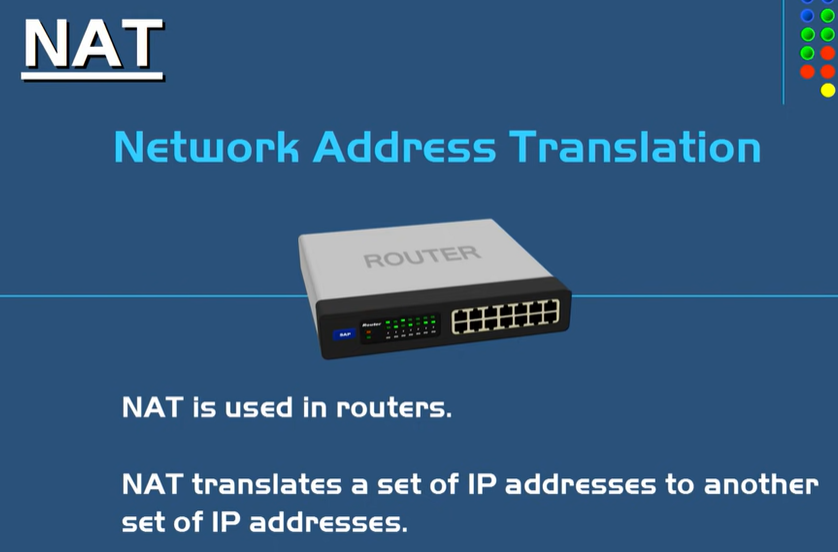 NAT
Network Address Translation
ROUTER
Router
NAT is used in routers.
NAT translates a set of IP addresses to another
set of IP addresses.